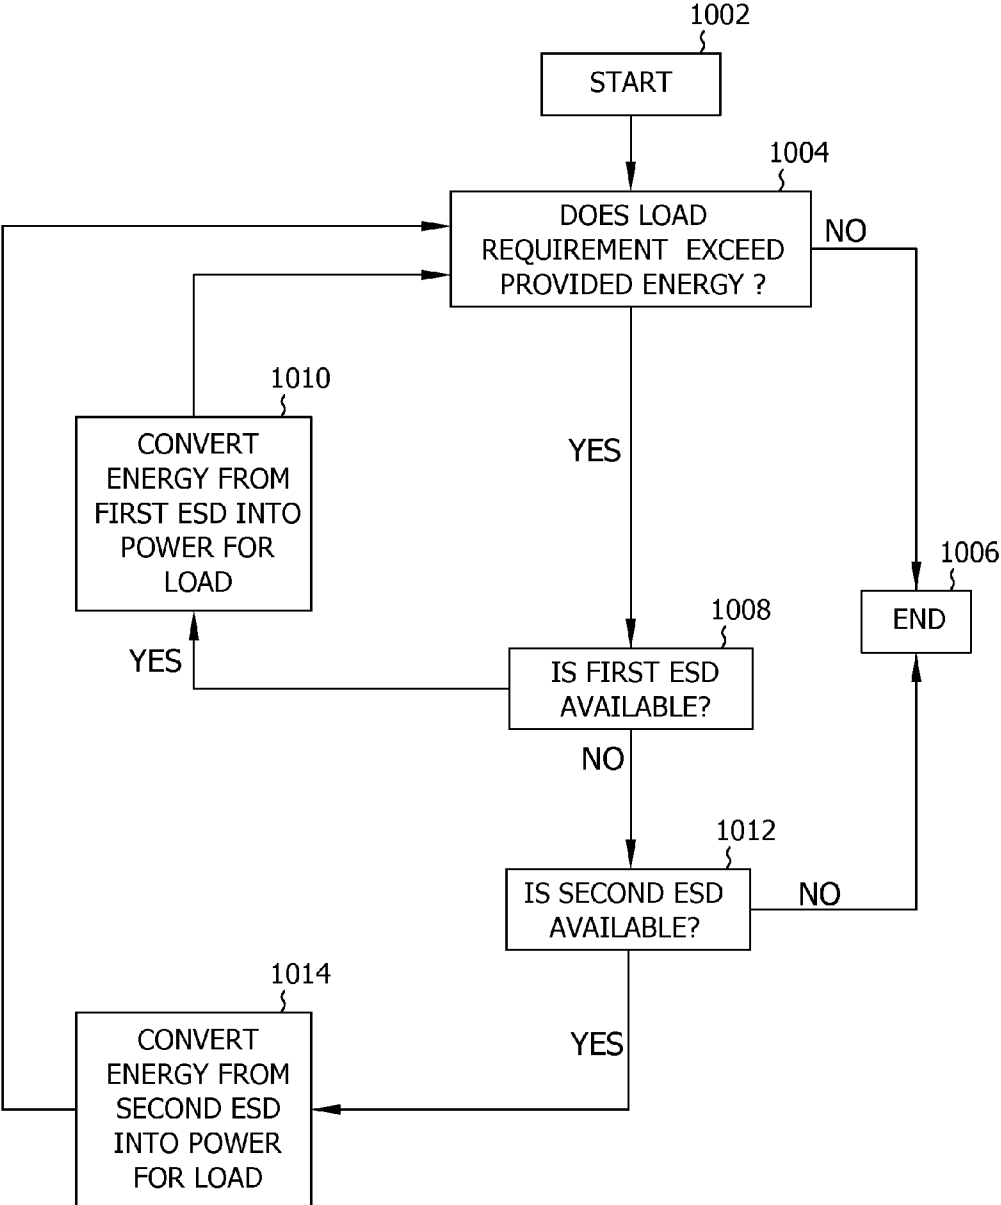 1002
START
1004
DOES LOAD
REQUIREMENT EXCEED
PROVIDED ENERGY ?
NO
1010
CONVERT
ENERGY FROM
FIRST ESD INTO
POWER FOR
LOAD
YES
1006
END
1008
IS FIRST ESD
AVAILABLE?
YES
NO
1012
IS SECOND ESD
AVAILABLE?
NO
YES
1014
CONVERT
ENERGY FROM
SECOND ESD
INTO POWER
FOR LOAD